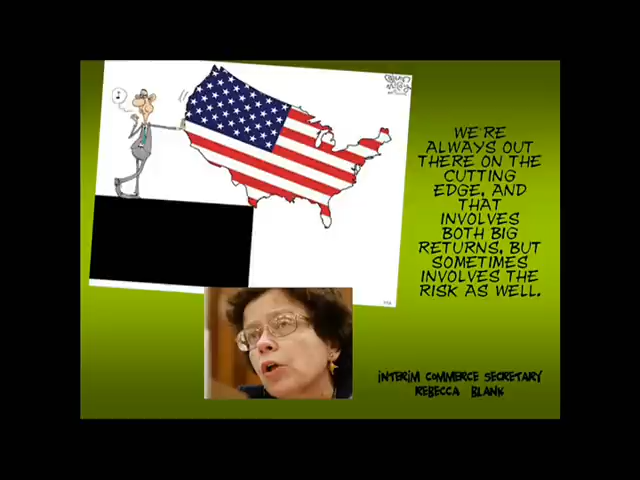 WE'RE
ALWAYS OUT
THERE ON THE
CUTTING
EDGE, AND
THAT
INVOLVES
BOTH BIG
RETURNS, BUT
SOMETIMES
INVOLVES THE
RISK AS WELL.
INTERIM COMMERCE SECRETARY
REBECCA BLANK